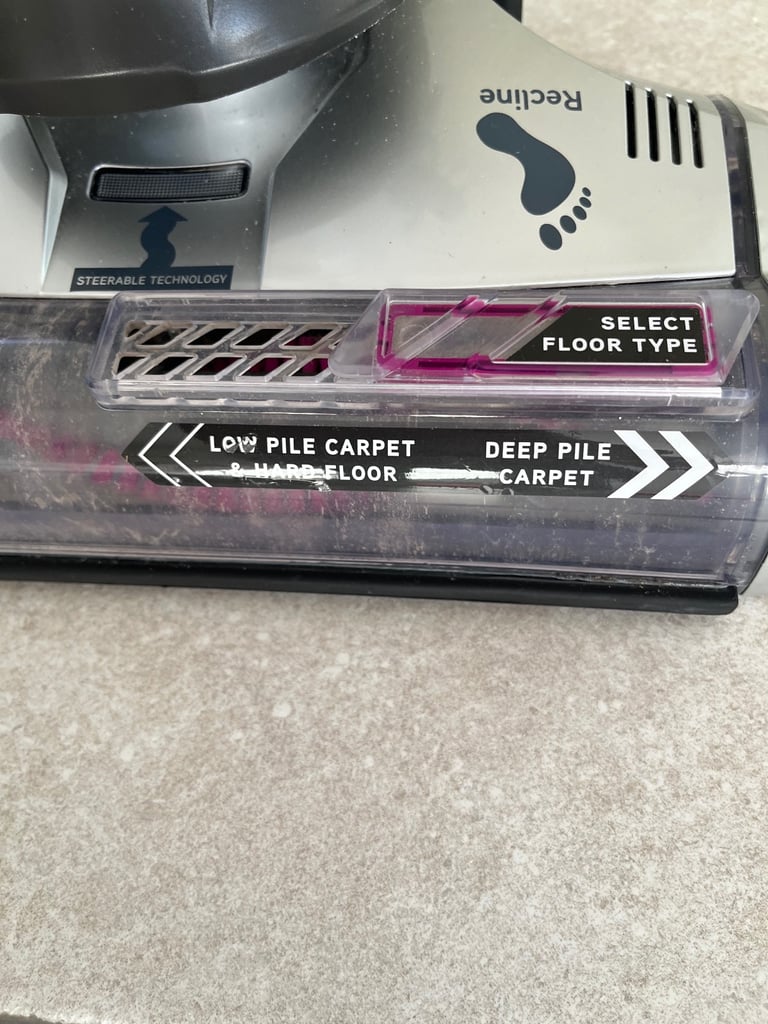 Recline
STEERABLE TECHNOLOGY
SELECT
FLOOR TYPE
LOW PILE CARPET
& HARD FLOOR
DEEP PILE
CARPET